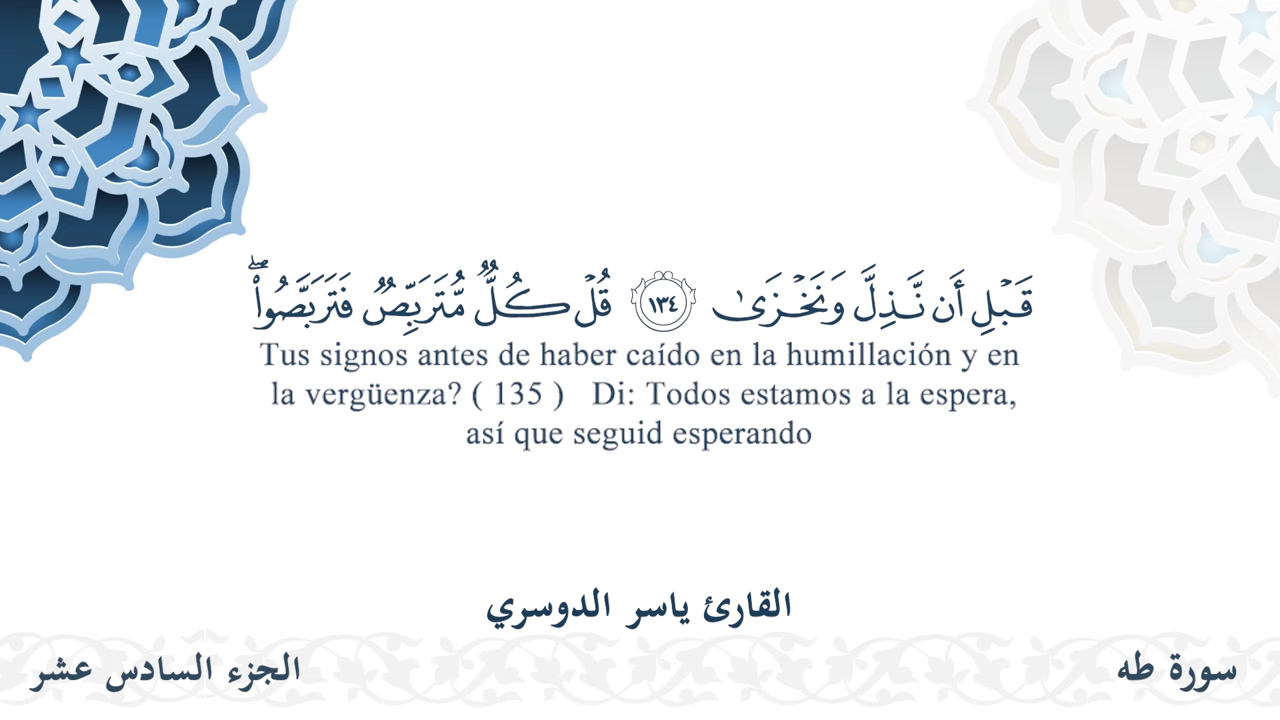 قَبۡلِ أَن نَّذِلَّ وَنَخۡزَىٰ ١٣٤ قُلۡ كُلّٞ مُّتَرَبِّصٞ فَتَرَبَّصُواْۖ
Tus signos antes de haber caído en la humillación y en
la vergüenza? ( 135 ) Di: Todos estamos a la espera,
así que seguid esperando
القارئ ياسر الدوسري
سورة طه
الجزء السادس عشر